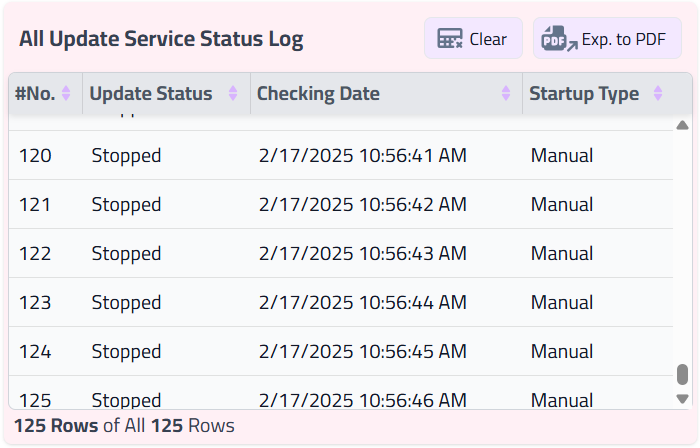 All Update Service Status Log
Clear
PDF Exp. to PDF
#No. Update Status Checking Date Startup Type
120 Stopped 2/17/2025 10:56:41 AM Manual
121 Stopped 2/17/2025 10:56:42 AM Manual
122 Stopped 2/17/2025 10:56:43 AM Manual
123 Stopped 2/17/2025 10:56:44 AM Manual
124 Stopped 2/17/2025 10:56:45 AM Manual
125 Stopped 2/17/2025 10:56:46 AM Manual
125 Rows of All 125 Rows